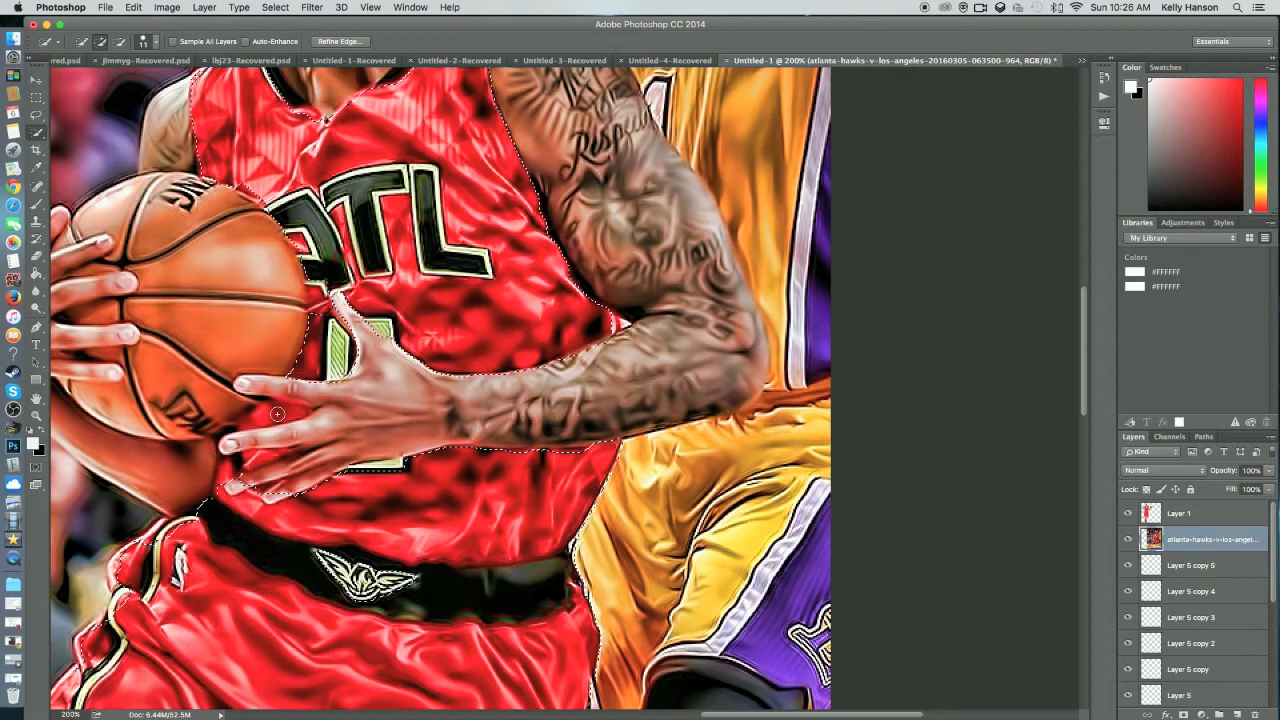 Photoshop File Edit Image Layer Type Select Filter 3D View Window Help Sun 10:26 AM Kelly Hanson
Adobe Photoshop CC 2014
11 Sample All Layers Auto-Enhance Refine Edge... Essentials
ered.psd × jimmyg-Recovered.psd × lbj23-Recovered.psd × Untitled-1-Recovered × Untitled-2-Recovered × Untitled-3-Recovered × Untitled-4-Recovered × Untitled-1 @ 200% (atlanta-hawks-v-los-angeles-20160305-063500-964, RGB/8) *
Color Swatches
Respect
ATL
Libraries Adjustments Styles
My Library
Colors
#FFFFFF
#FFFFFF
Layers Channels Paths
Kind
Normal Opacity: 100%
Lock: Fill: 100%
Layer 1
atlanta-hawks-v-los-angel...
Layer 5 copy 5
Layer 5 copy 4
Layer 5 copy 3
Layer 5 copy 2
Layer 5 copy
Layer 5
200% Doc: 6.44M/52.5M